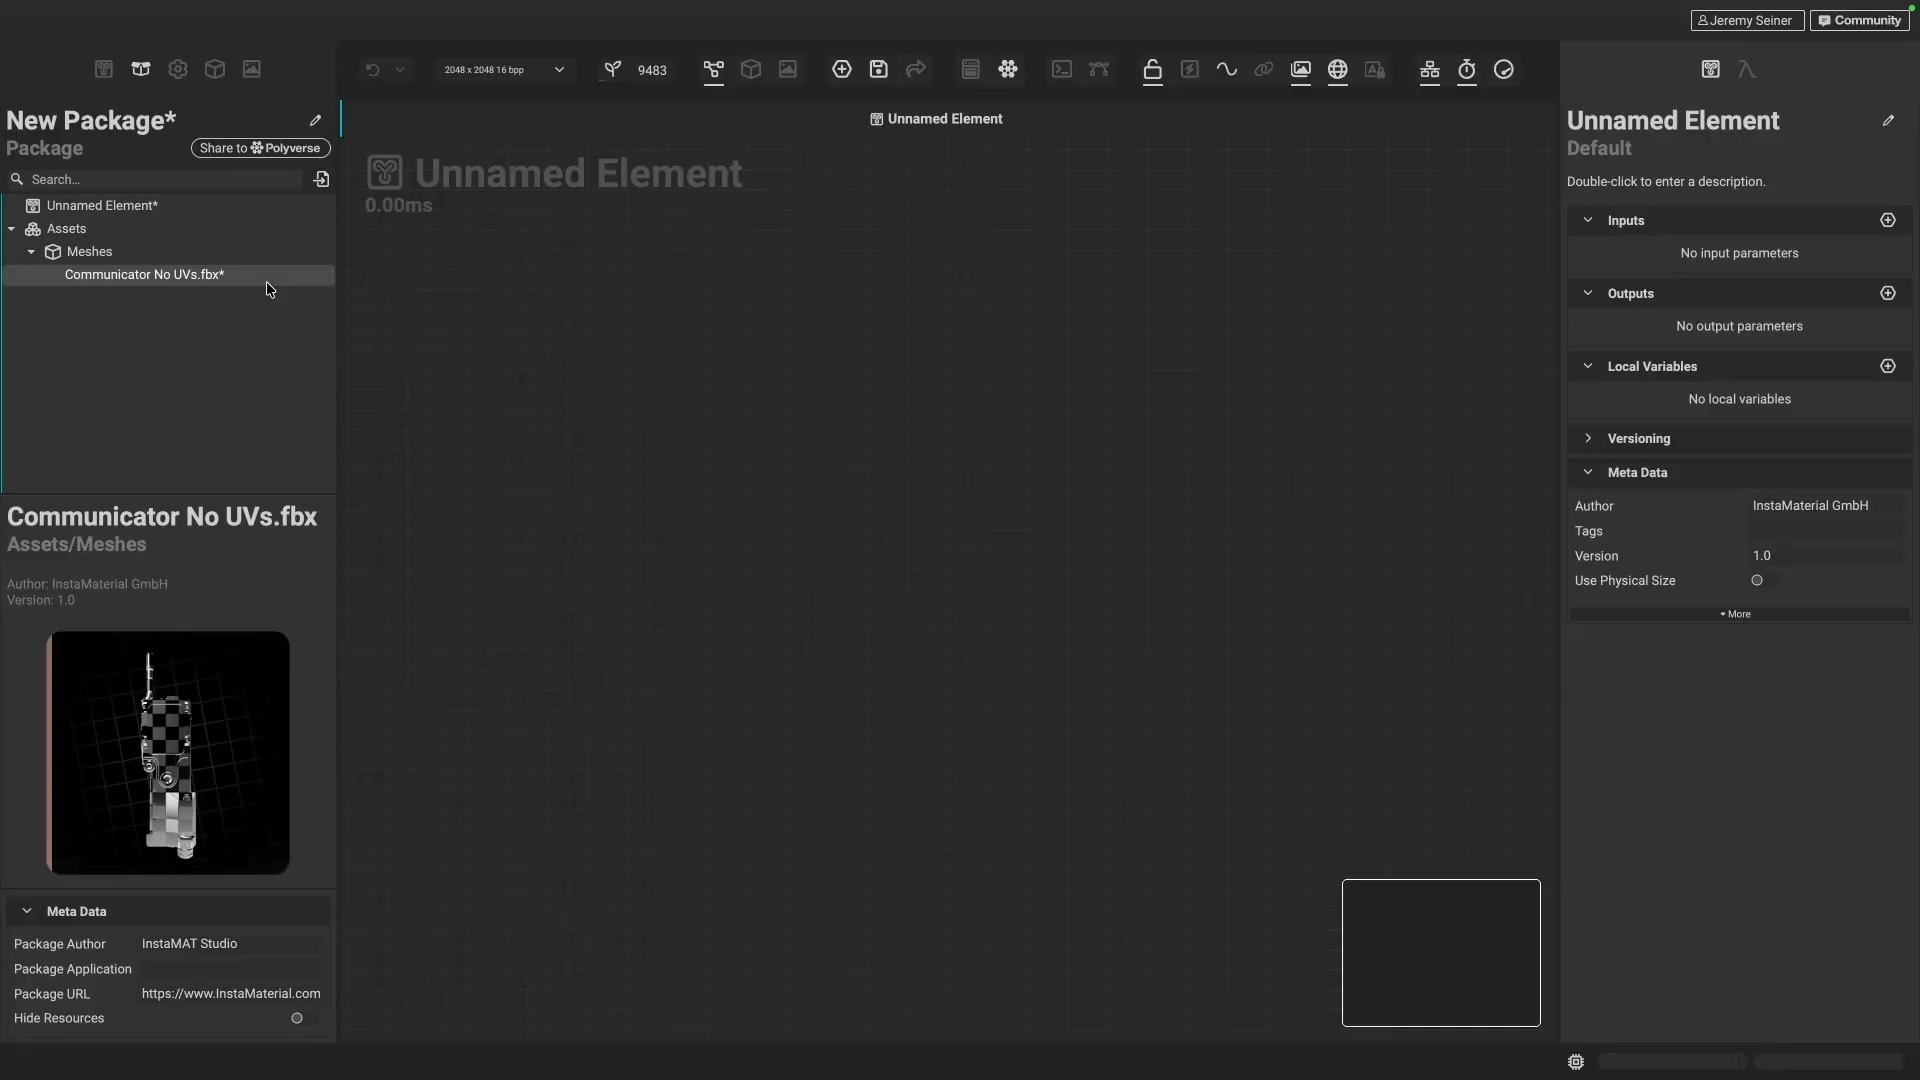 Jeremy Seiner
Community
2048 x 2048 16 bpp
9483
New Package*
Package
Share to Polyverse
Search...
Unnamed Element*
Assets
Meshes
Communicator No UVs.fbx*
Communicator No UVs.fbx
Assets/Meshes
Author: InstaMaterial GmbH
Version: 1.0
Meta Data
Package Author InstaMAT Studio
Package Application
Package URL https://www.InstaMaterial.com
Hide Resources
Unnamed Element
Unnamed Element
0.00ms
Unnamed Element
Default
Double-click to enter a description.
Inputs
No input parameters
Outputs
No output parameters
Local Variables
No local variables
Versioning
Meta Data
Author InstaMaterial GmbH
Tags
Version 1.0
Use Physical Size
More